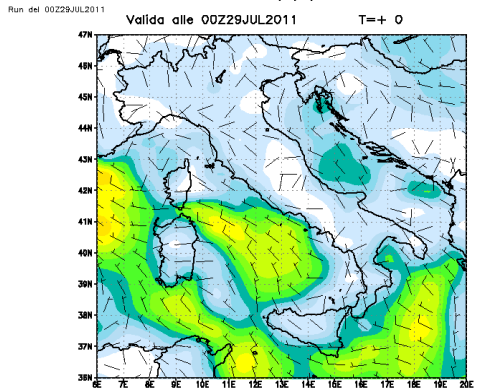 Run del 00Z29JUL2011
Valida alle 00Z29JUL2011 T=+ 0
47N
46N
45N
44N
43N
42N
41N
40N
39N
38N
37N
36N
6E 7E 8E 9E 10E 11E 12E 13E 14E 15E 16E 17E 18E 19E 20E